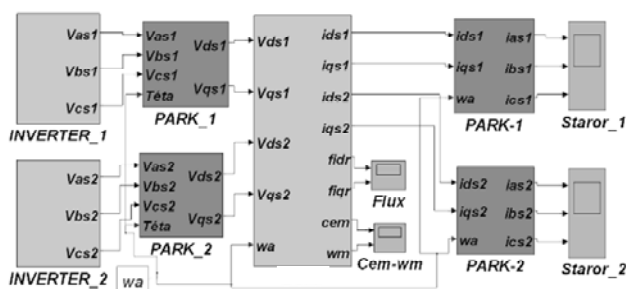 Vas1
Vbs1
Vcs1
INVERTER_1
Vas1
Vbs1
Vcs1
Téta
Vds1
Vqs1
PARK_1
Vas2
Vbs2
Vcs2
INVERTER_2
Vas2
Vbs2
Vcs2
Téta
Vds2
Vqs2
PARK_2
wa
Vds1
Vqs1
Vds2
Vqs2
wa
ids1
iqs1
ids2
iqs2
fidr
fiqr
cem
wm
Flux
Cem-wm
ids1
iqs1
wa
ias1
ibs1
ics1
PARK-1
Staror_1
ids2
iqs2
wa
ias2
ibs2
ics2
PARK-2
Staror_2